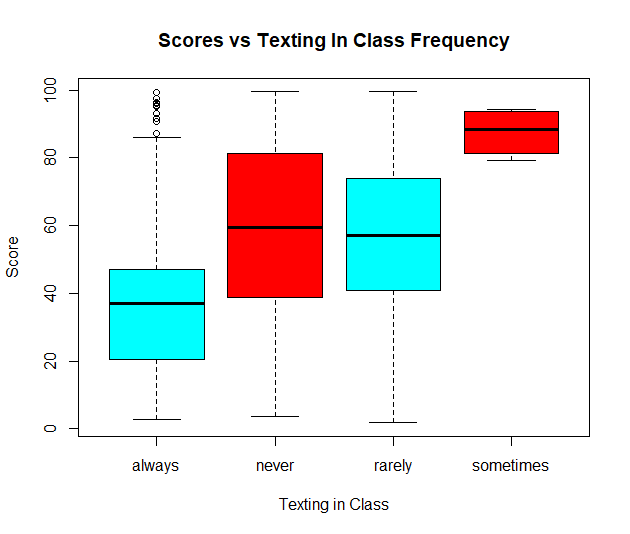 Scores vs Texting In Class Frequency
100
80
60
40
20
0
Score
always never rarely sometimes
Texting in Class